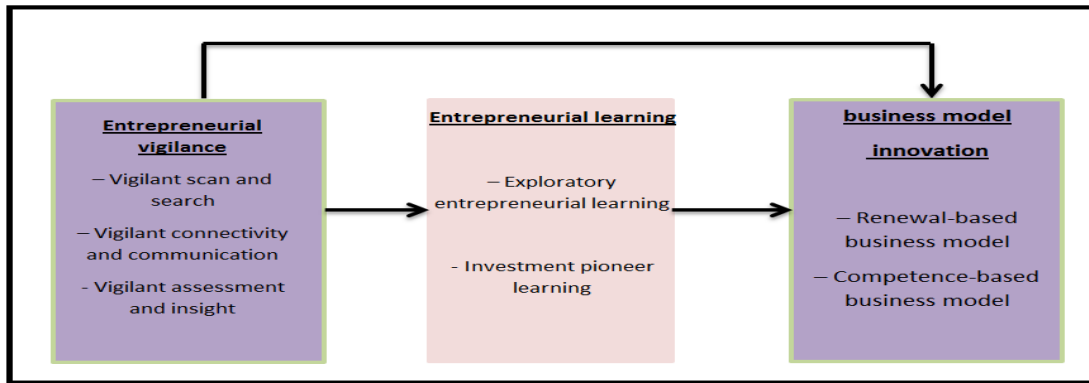 Entrepreneurial
vigilance
– Vigilant scan and
search
– Vigilant connectivity
and communication
- Vigilant assessment
and insight
Entrepreneurial learning
– Exploratory
entrepreneurial learning
- Investment pioneer
learning
business model
innovation
– Renewal-based
business model
– Competence-based
business model